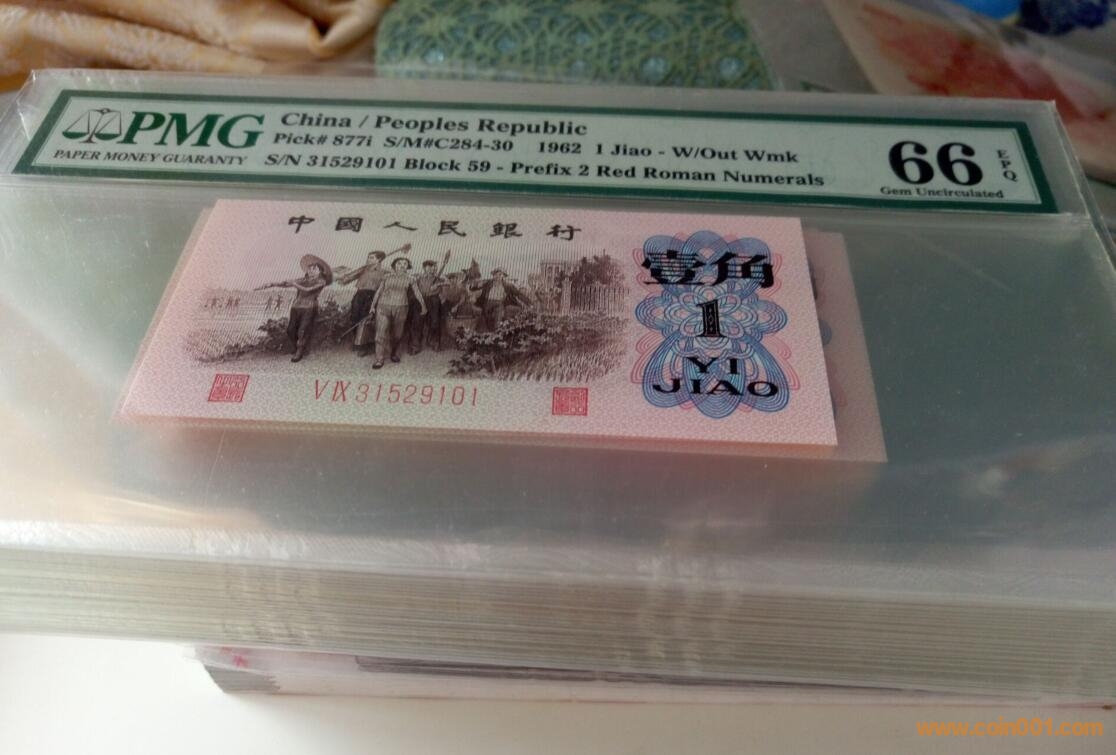 PMG
PAPER MONEY GUARANTY
China / Peoples Republic
Pick# 877i S/M#C284-30 1962 1 Jiao - W/Out Wmk
S/N 31529101 Block 59 - Prefix 2 Red Roman Numerals
66
EPQ
Gem Uncirculated
中國人民銀行
壹角
1
YI
JIAO
V IX 31529101
www.coin001.com